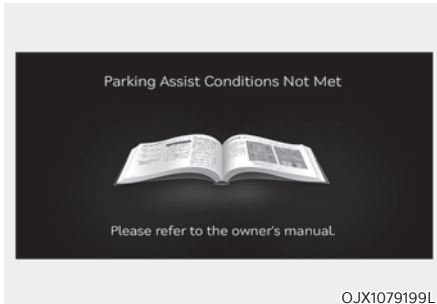 Parking Assist Conditions Not Met
Please refer to the owner's manual.
OJX1079199L